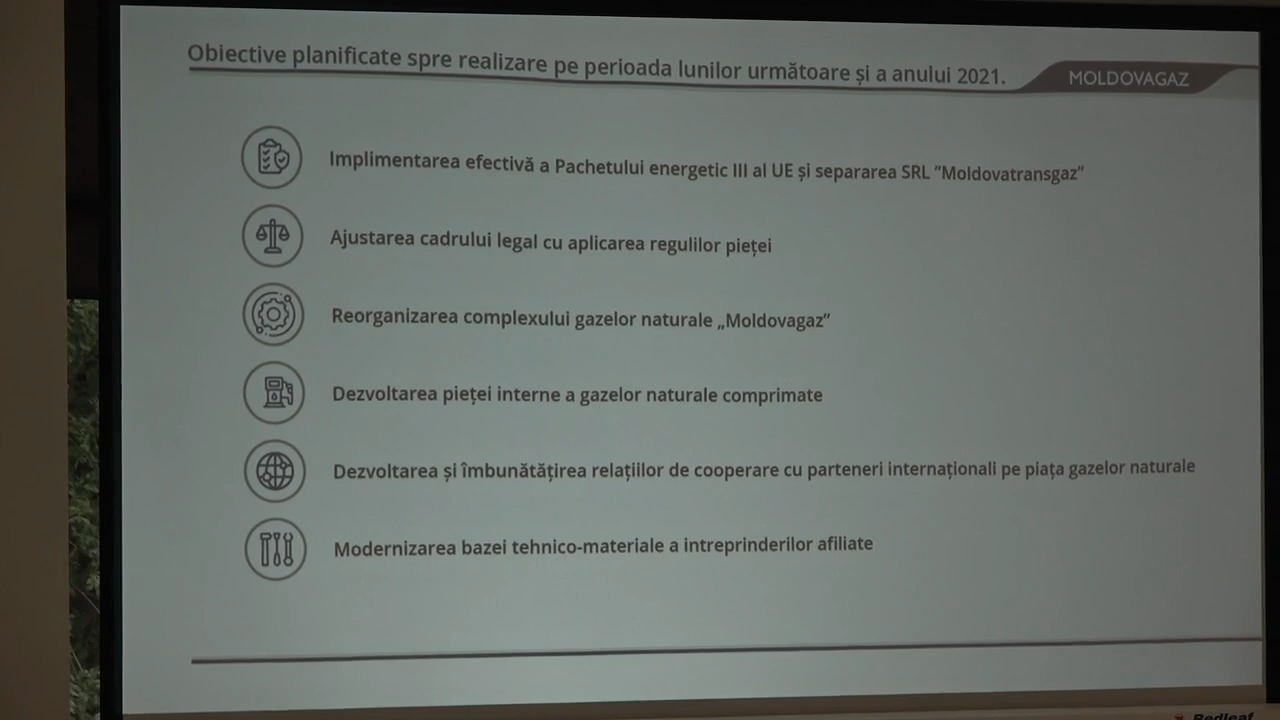 Obiective planificate spre realizare pe perioada lunilor următoare și a anului 2021.
MOLDOVAGAZ
Implimentarea efectivă a Pachetului energetic III al UE și separarea SRL ”Moldovatransgaz”
Ajustarea cadrului legal cu aplicarea regulilor pieței
Reorganizarea complexului gazelor naturale „Moldovagaz”
Dezvoltarea pieței interne a gazelor naturale comprimate
Dezvoltarea și îmbunătățirea relațiilor de cooperare cu parteneri internaționali pe piața gazelor naturale
Modernizarea bazei tehnico-materiale a intreprinderilor afiliate
Redleaf